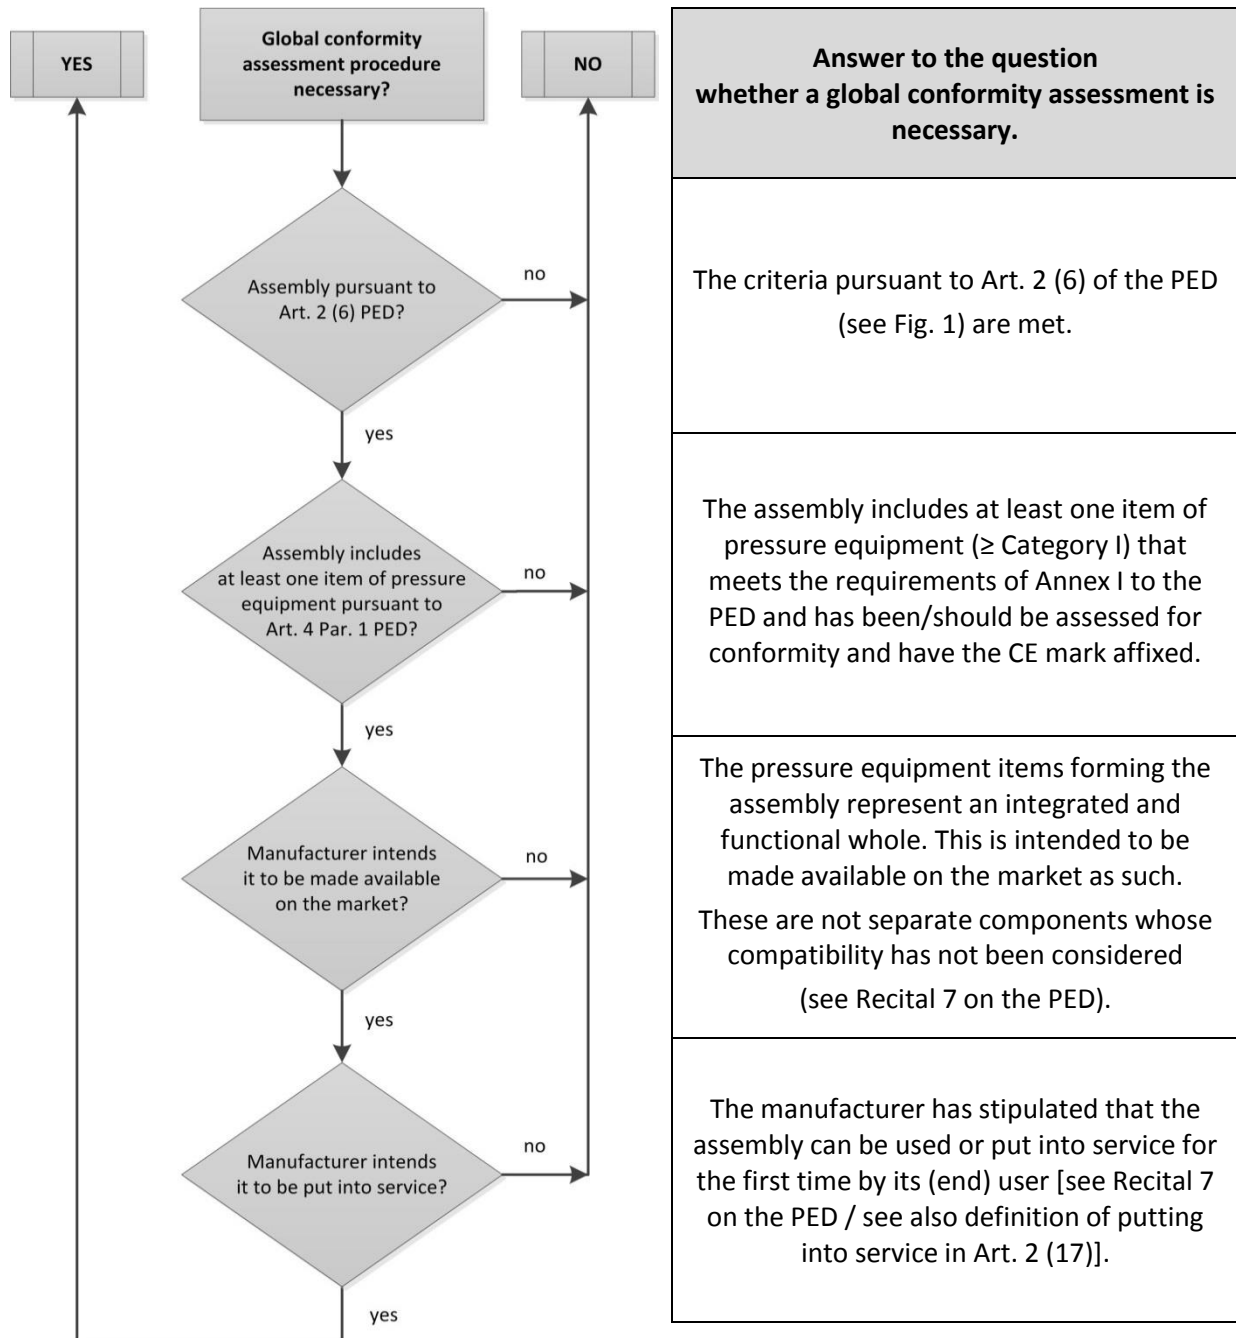 YES
Global conformity
assessment procedure
necessary?
NO
Answer to the question
whether a global conformity assessment is
necessary.
Assembly pursuant to
Art. 2 (6) PED?
no
yes
The criteria pursuant to Art. 2 (6) of the PED
(see Fig. 1) are met.
Assembly includes
at least one item of pressure
equipment pursuant to
Art. 4 Par. 1 PED?
no
yes
The assembly includes at least one item of
pressure equipment (≥ Category I) that
meets the requirements of Annex I to the
PED and has been/should be assessed for
conformity and have the CE mark affixed.
Manufacturer intends
it to be made available
on the market?
no
yes
The pressure equipment items forming the
assembly represent an integrated and
functional whole. This is intended to be
made available on the market as such.
These are not separate components whose
compatibility has not been considered
(see Recital 7 on the PED).
Manufacturer intends
it to be put into service?
no
yes
The manufacturer has stipulated that the
assembly can be used or put into service for
the first time by its (end) user [see Recital 7
on the PED / see also definition of putting
into service in Art. 2 (17)].